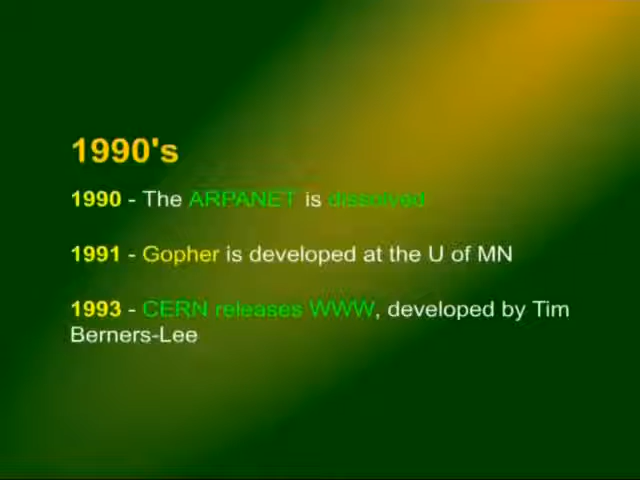 1990's
1990 - The ARPANET is dissolved
1991 - Gopher is developed at the U of MN
1993 - CERN releases WWW, developed by Tim
Berners-Lee